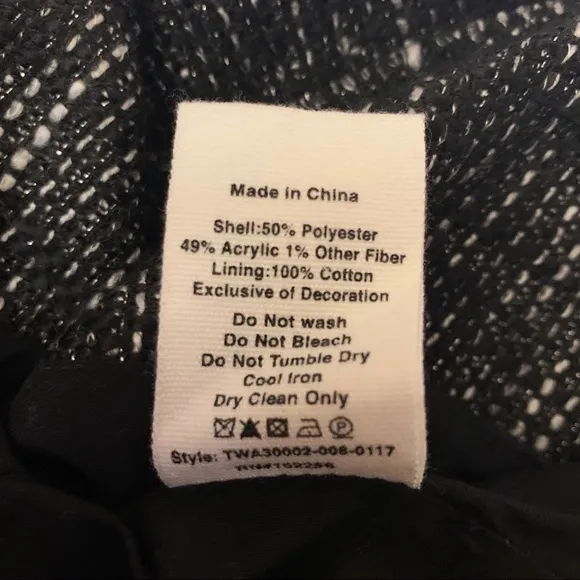 Made in China
Shell:50% Polyester
49% Acrylic 1% Other Fiber
Lining:100% Cotton
Exclusive of Decoration
Do Not wash
Do Not Bleach
Do Not Tumble Dry
Cool Iron
Dry Clean Only
P
Style: TWA30002-008-0117